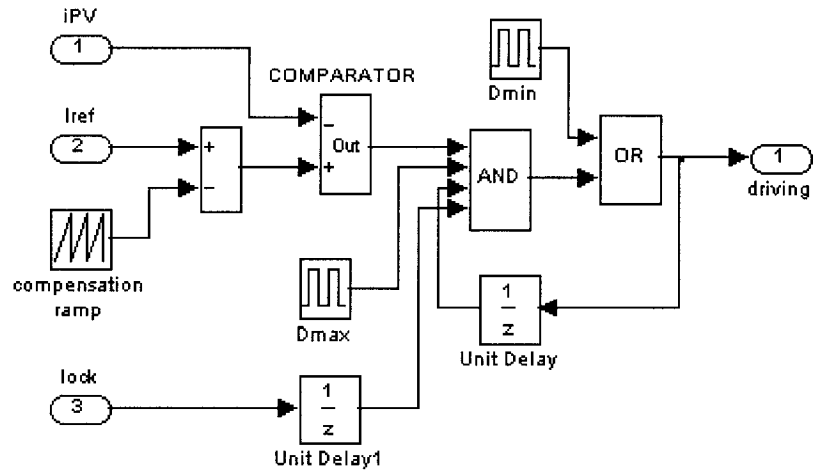 iPV
1
COMPARATOR
Dmin
Iref
2
+
−
−
+
Out
AND
OR
1
driving
compensation
ramp
Dmax
1
z
Unit Delay
lock
3
1
z
Unit Delay1